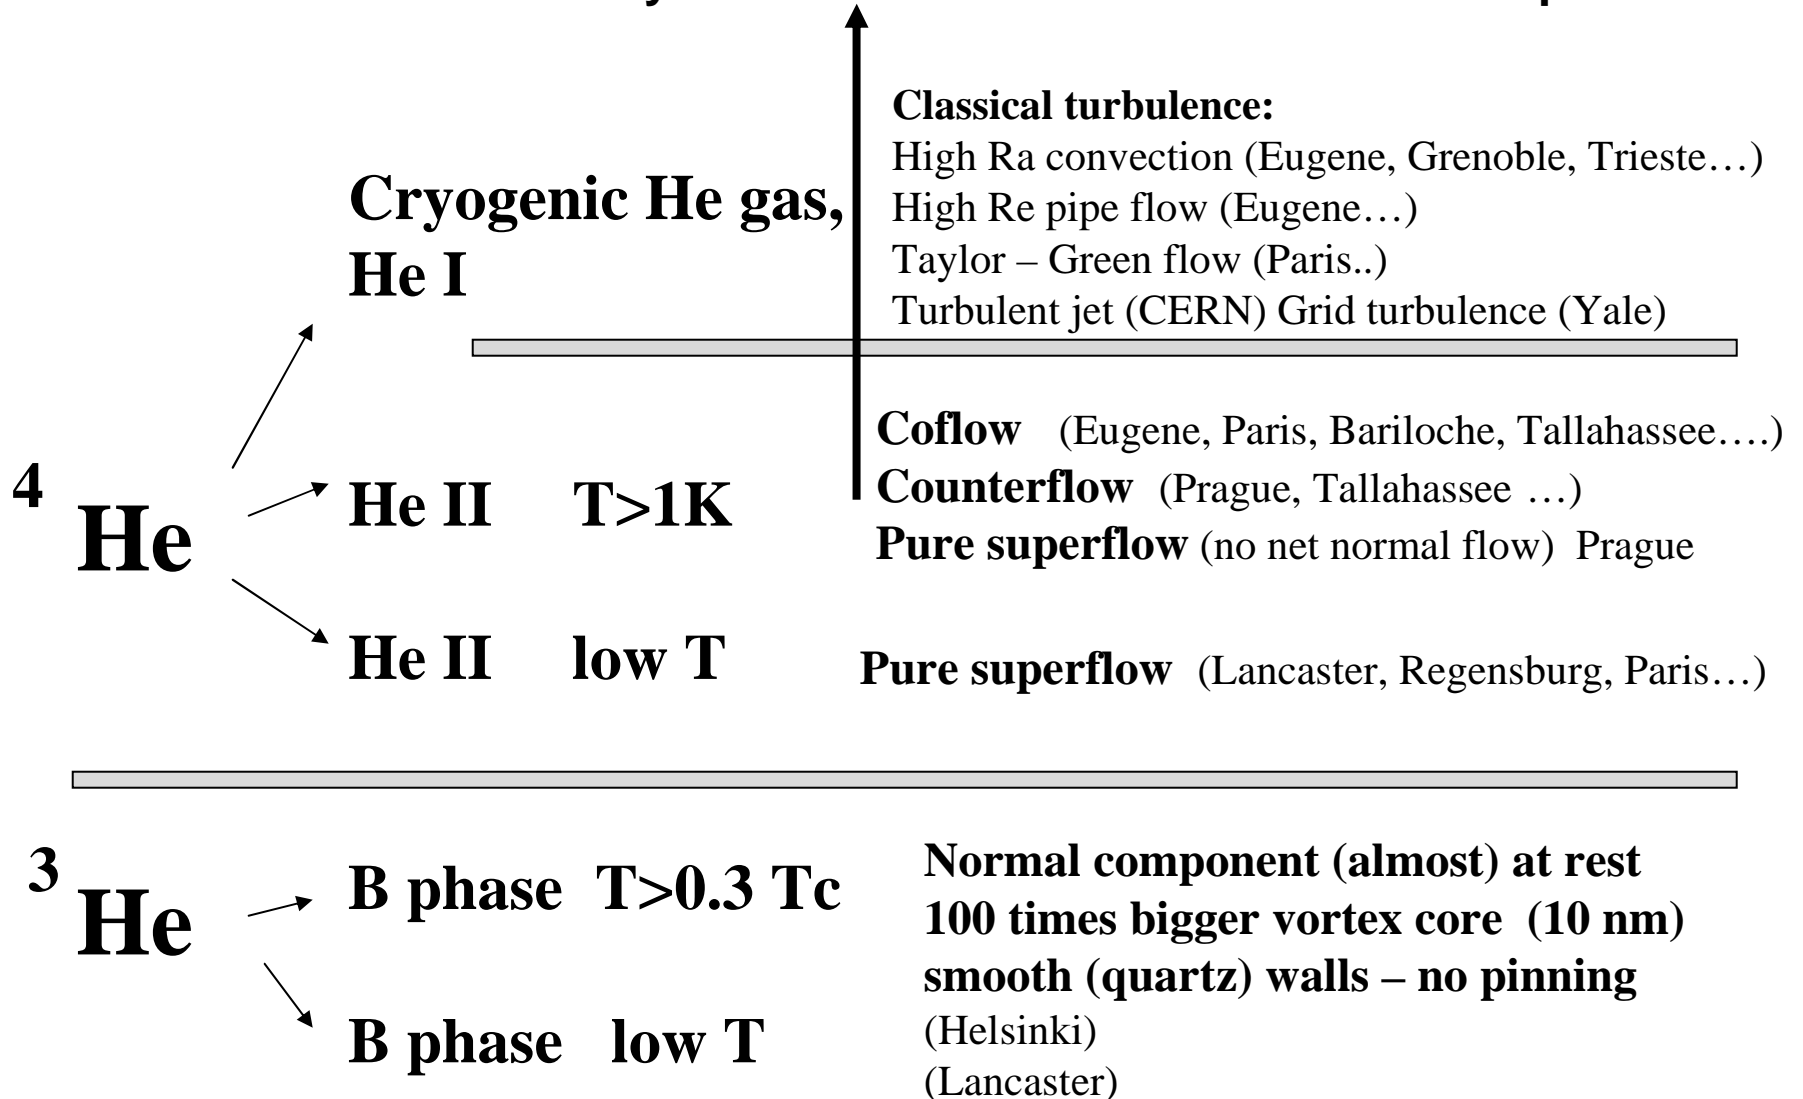 Classical turbulence:
High Ra convection (Eugene, Grenoble, Trieste…)
Cryogenic He gas,
High Re pipe flow (Eugene…)
He I
Taylor – Green flow (Paris..)
Turbulent jet (CERN) Grid turbulence (Yale)
Coflow (Eugene, Paris, Bariloche, Tallahassee….)
4
He
He II T>1K
Counterflow (Prague, Tallahassee …)
Pure superflow (no net normal flow) Prague
He II low T
Pure superflow (Lancaster, Regensburg, Paris…)
3
He
B phase T>0.3 Tc
Normal component (almost) at rest
100 times bigger vortex core (10 nm)
smooth (quartz) walls – no pinning
B phase low T
(Helsinki)
(Lancaster)